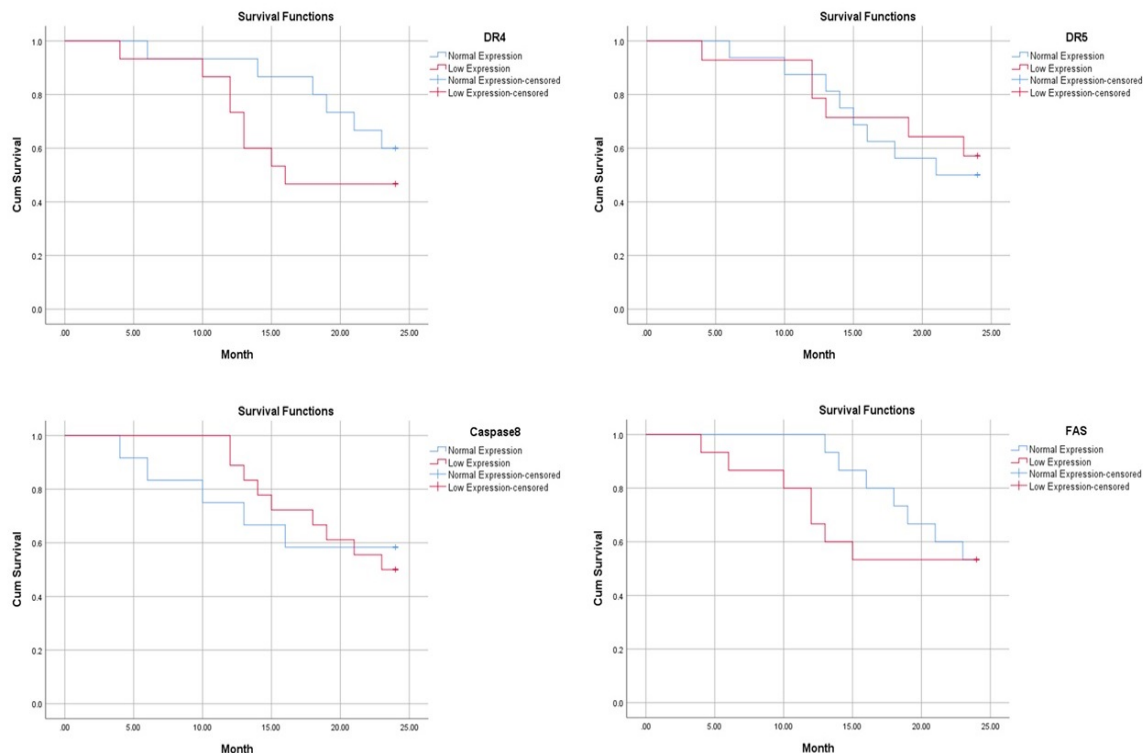 Survival Functions
DR4
Normal Expression
Low Expression
Normal Expression-censored
Low Expression-censored
Cum Survival
1.0
0.8
0.6
0.4
0.2
0.0
.00 5.00 10.00 15.00 20.00 25.00
Month
Survival Functions
DR5
Normal Expression
Low Expression
Normal Expression-censored
Low Expression-censored
Cum Survival
1.0
0.8
0.6
0.4
0.2
0.0
.00 5.00 10.00 15.00 20.00 25.00
Month
Survival Functions
Caspase8
Normal Expression
Low Expression
Normal Expression-censored
Low Expression-censored
Cum Survival
1.0
0.8
0.6
0.4
0.2
0.0
.00 5.00 10.00 15.00 20.00 25.00
Month
Survival Functions
FAS
Normal Expression
Low Expression
Normal Expression-censored
Low Expression-censored
Cum Survival
1.0
0.8
0.6
0.4
0.2
0.0
.00 5.00 10.00 15.00 20.00 25.00
Month